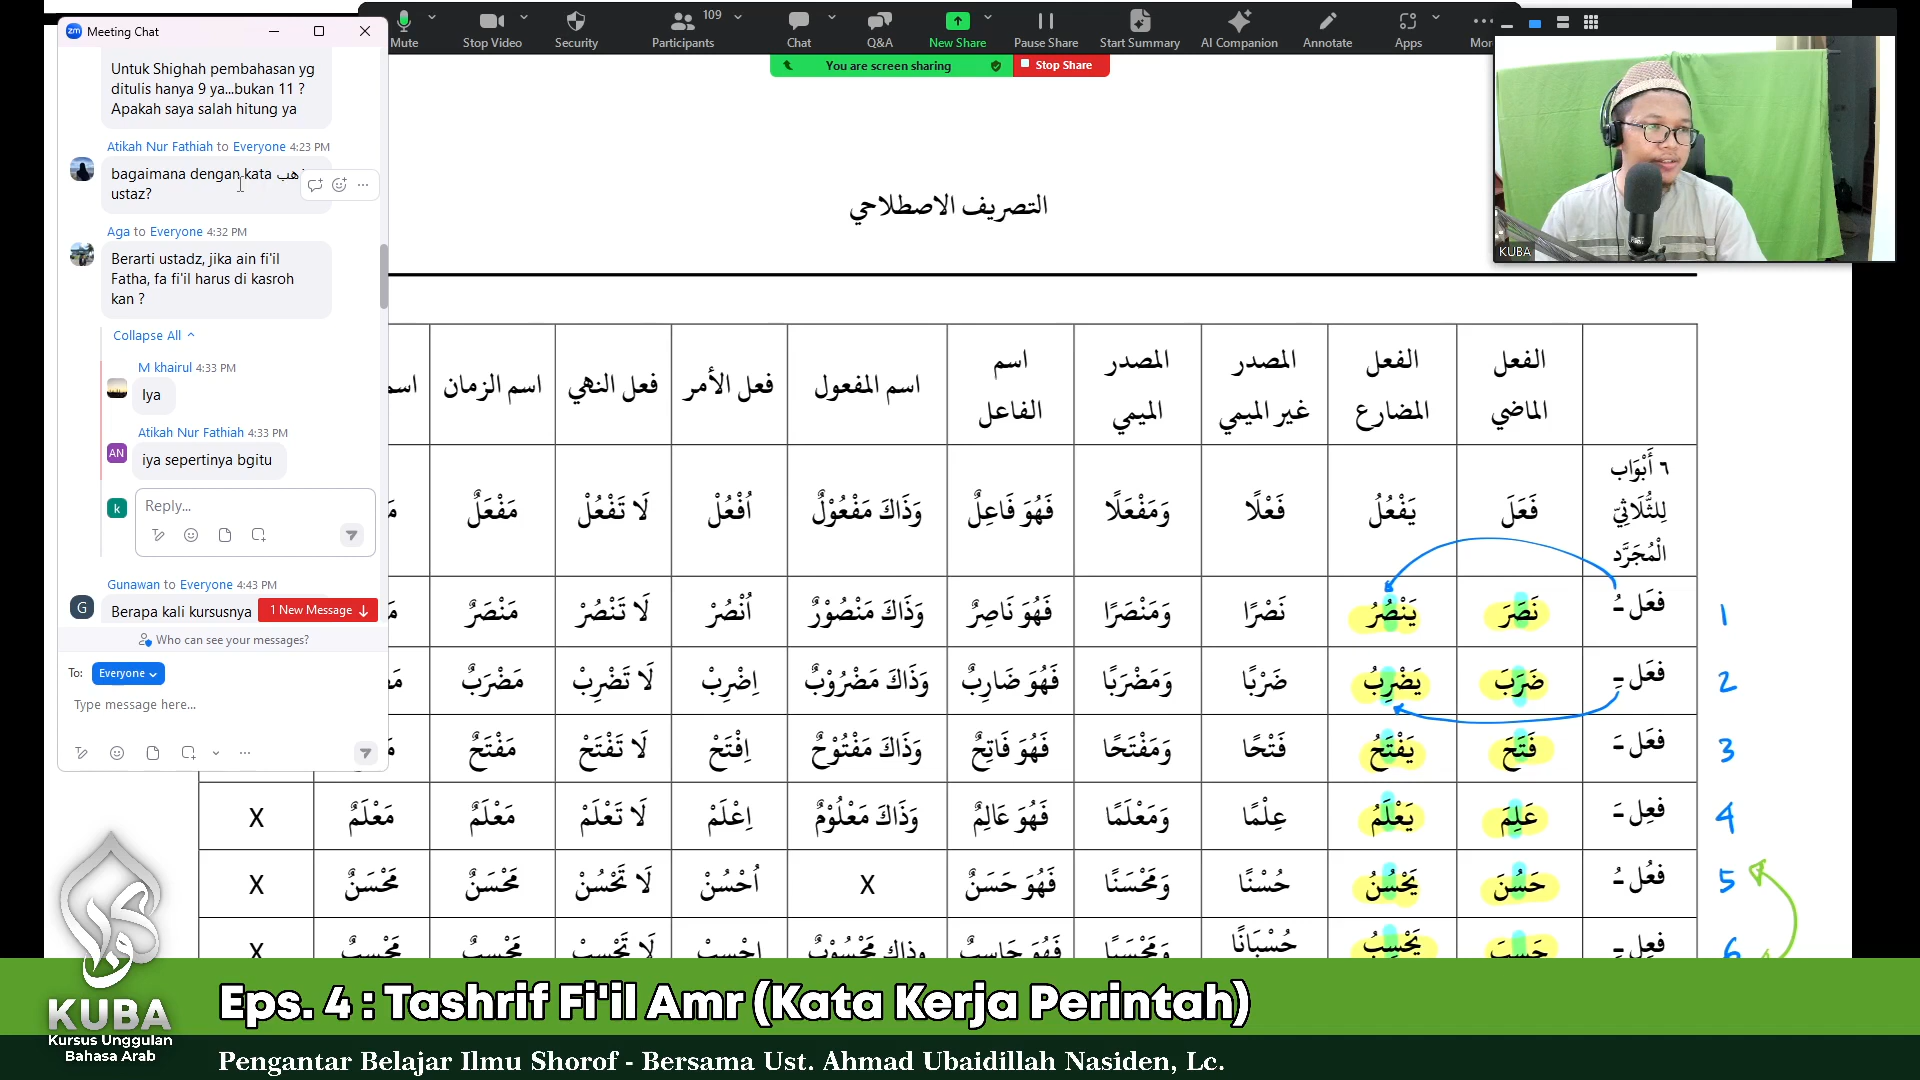 Meeting Chat
Untuk Shighah pembahasan yg
ditulis hanya 9 ya...bukan 11 ?
Apakah saya salah hitung ya
Atikah Nur Fathiah to Everyone 4:23 PM
bagaimana dengan kata
ustaz?
Aga to Everyone 4:32 PM
Berarti ustadz, jika ain fi'il
Fatha, fa fi'il harus di kasroh
kan ?
Collapse All
M khairul 4:33 PM
Iya
AN
Atikah Nur Fathiah 4:33 PM
iya sepertinya bgitu
k
Reply...
Gunawan to Everyone 4:43 PM
G
Berapa kali kursusnya
1 New Message
Who can see your messages?
To: Everyone
Type message here...
Mute
Stop Video
Security
Participants 109
Chat
Q&A
New Share
Pause Share
Start Summary
AI Companion
Annotate
Apps
You are screen sharing
Stop Share
KUBA
التصريف الاصطلاحي
الفعل الماضي
الفعل المضارع
المصدر غير الميمي
المصدر الميمي
اسم الفاعل
اسم المفعول
فعل الأمر
فعل النهي
اسم الزمان
٦ أَبْوَاب لِلثُّلَاثِيّ الْمُجَرَّد
فَعَلَ يَفْعُلُ فَعْلًا وَمَفْعَلًا فَهُوَ فَاعِلٌ وَذَاكَ مَفْعُوْلٌ اُفْعُلْ لَا تَفْعُلْ مَفْعَلٌ
1 فعَل ـُ نَصَرَ يَنْصُرُ نَصْرًا وَمَنْصَرًا فَهُوَ نَاصِرٌ وَذَاكَ مَنْصُوْرٌ اُنْصُرْ لَا تَنْصُرْ مَنْصَرٌ
2 فعَل ـِ ضَرَبَ يَضْرِبُ ضَرْبًا وَمَضْرَبًا فَهُوَ ضَارِبٌ وَذَاكَ مَضْرُوْبٌ اِضْرِبْ لَا تَضْرِبْ مَضْرَبٌ
3 فعَل ـَ فَتَحَ يَفْتَحُ فَتْحًا وَمَفْتَحًا فَهُوَ فَاتِحٌ وَذَاكَ مَفْتُوْحٌ اِفْتَحْ لَا تَفْتَحْ مَفْتَحٌ
4 فعِل ـَ عَلِمَ يَعْلَمُ عِلْمًا وَمَعْلَمًا فَهُوَ عَالِمٌ وَذَاكَ مَعْلُوْمٌ اِعْلَمْ لَا تَعْلَمْ مَعْلَمٌ مَعْلَمٌ X
5 فعُل ـُ حَسُنَ يَحْسُنُ حُسْنًا وَمَحْسَنًا فَهُوَ حَسَنٌ X اُحْسُنْ لَا تَحْسُنْ مَحْسَنٌ مَحْسَنٌ X
6 فعِل ـِ حَسِبَ يَحْسِبُ حُسْبَانًا وَمَحْسَبًا فَهُوَ حَاسِبٌ وذاك مَحْسُوْبٌ اِحْسِبْ لَا تَحْسِبْ مَحْسِبٌ مَحْسِبٌ X
KUBA
Kursus Unggulan
Bahasa Arab
Eps. 4 : Tashrif Fi'il Amr (Kata Kerja Perintah)
Pengantar Belajar Ilmu Shorof - Bersama Ust. Ahmad Ubaidillah Nasiden, Lc.